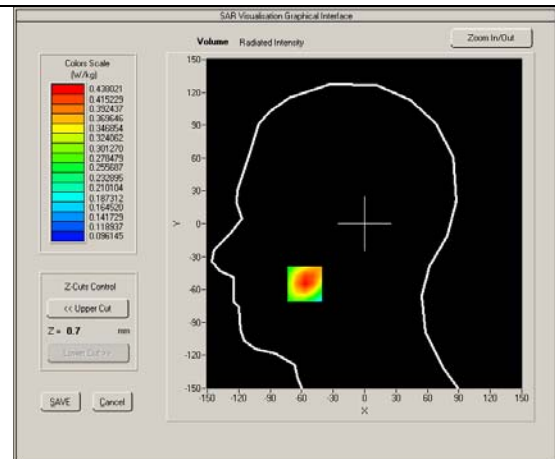 SAR Visualisation Graphical Interface
Volume Radiated Intensity
Zoom In/Out
Colors Scale
(W/kg)
0.438021
0.415229
0.392437
0.369646
0.346854
0.324062
0.301270
0.278479
0.255687
0.232895
0.210104
0.187312
0.164520
0.141729
0.118937
0.096145
Z-Cuts Control
<< Upper Cut
Z = 0.7 mm
Lower Cut >>
SAVE Cancel
150
120
90
60
30
0
-30
-60
-90
-120
-150
Y
-150 -120 -90 -60 -30 0 30 60 90 120 150
X